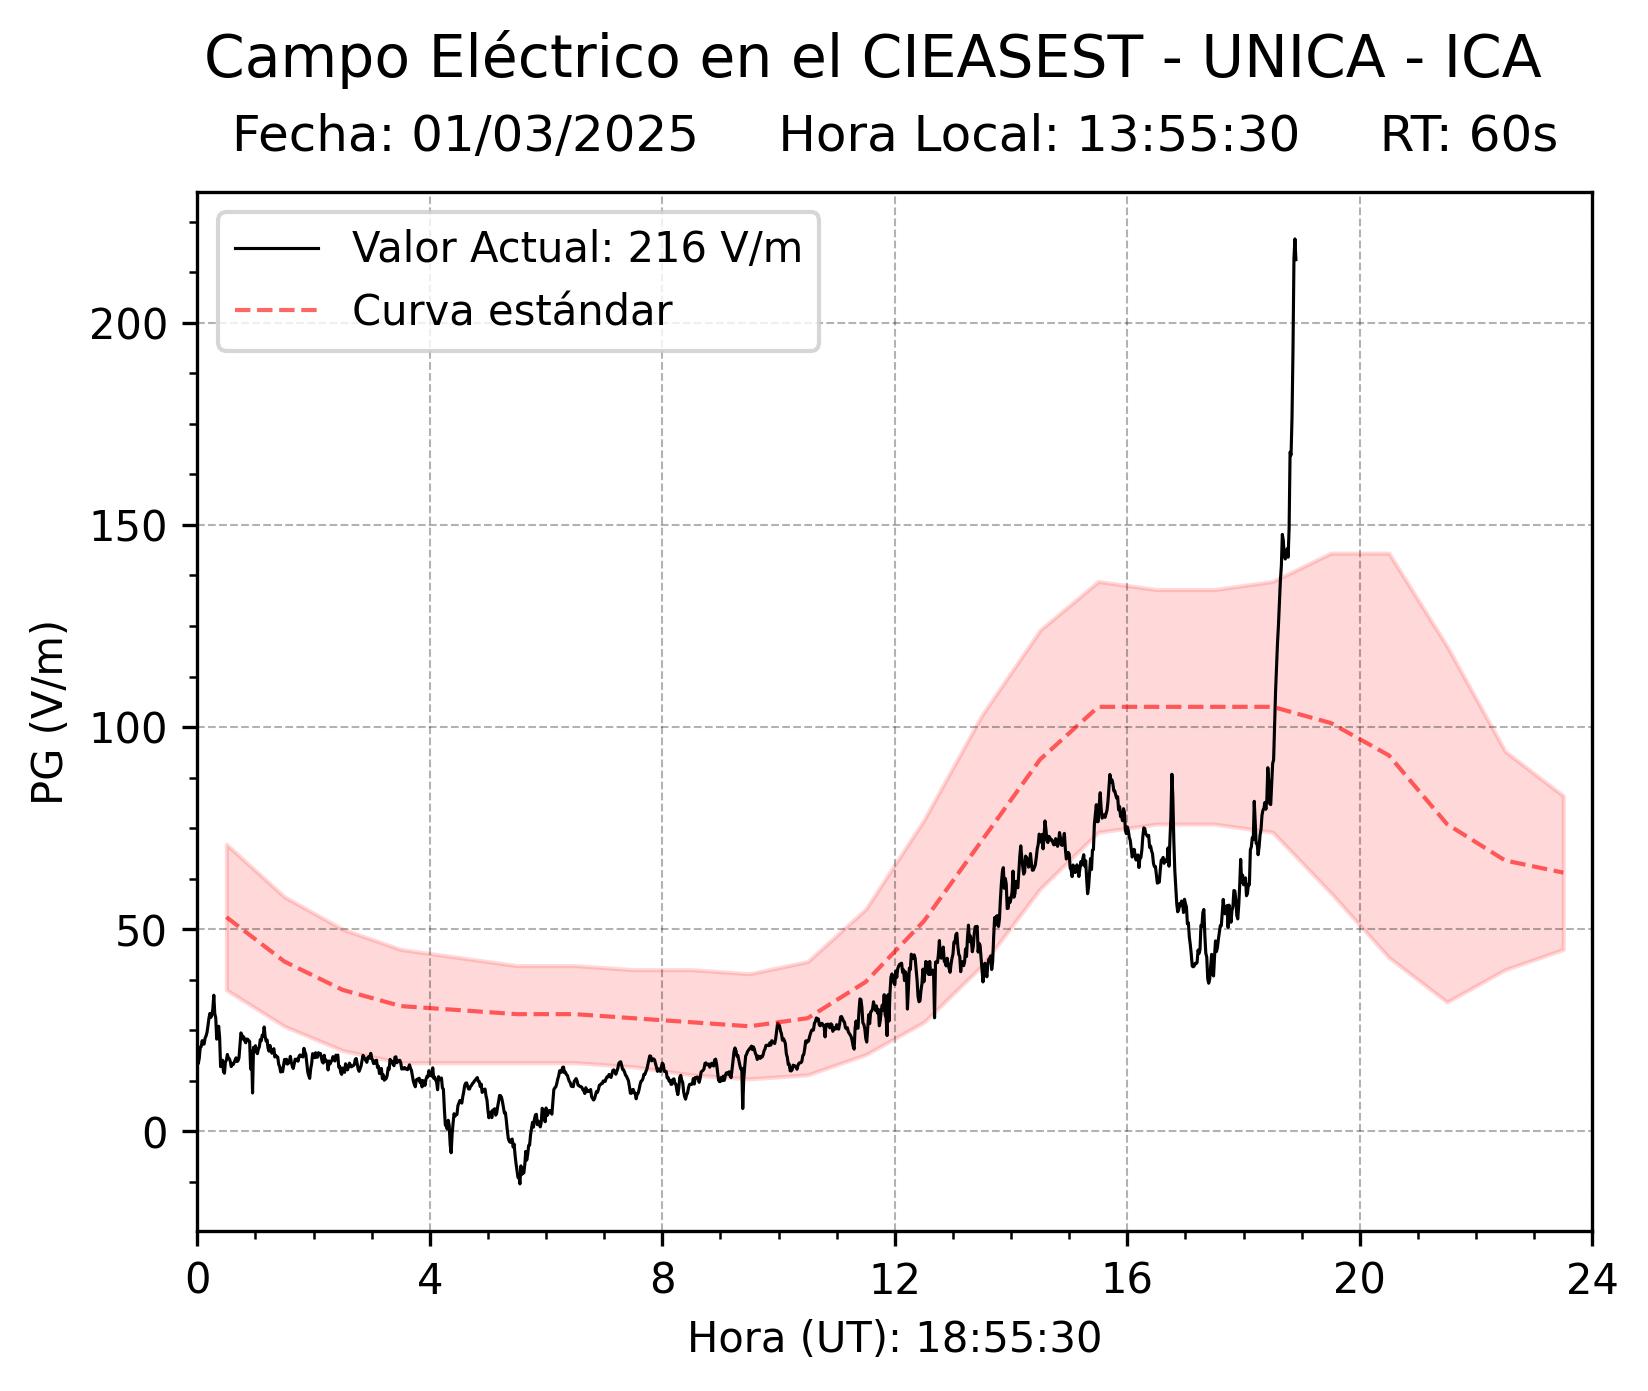 Campo Eléctrico en el CIEASEST - UNICA - ICA
Fecha: 01/03/2025 Hora Local: 13:55:30 RT: 60s
Valor Actual: 216 V/m
Curva estándar
200
150
100
50
0
PG (V/m)
0 4 8 12 16 20 24
Hora (UT): 18:55:30